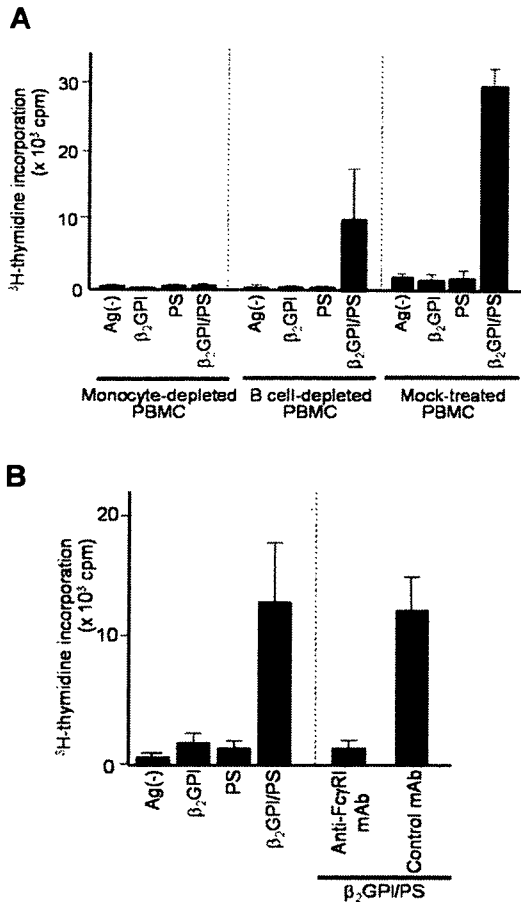 A
³H-thymidine incorporation
(x 10³ cpm)
30
20
10
0
Ag(-)
β₂GPI
PS
β₂GPI/PS
Ag(-)
β₂GPI
PS
β₂GPI/PS
Ag(-)
β₂GPI
PS
β₂GPI/PS
Monocyte-depleted
PBMC
B cell-depleted
PBMC
Mock-treated
PBMC
B
³H-thymidine incorporation
(x 10³ cpm)
20
10
0
Ag(-)
β₂GPI
PS
β₂GPI/PS
Anti-FcγRI
mAb
Control mAb
β₂GPI/PS